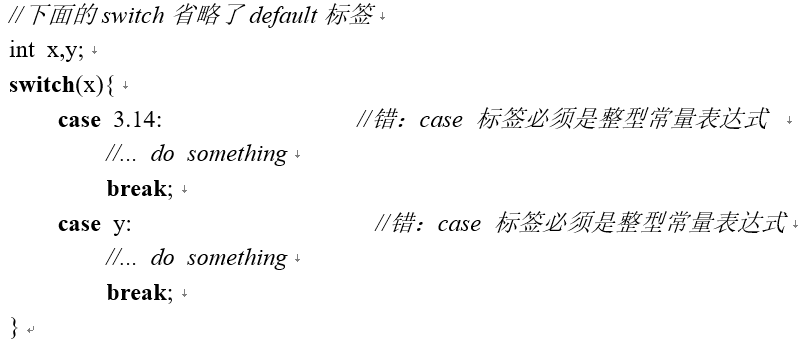 //下面的 switch 省略了 default 标签
int x,y;
switch(x){
case 3.14: //错：case 标签必须是整型常量表达式
//... do something
break;
case y: //错：case 标签必须是整型常量表达式
//... do something
break;
}